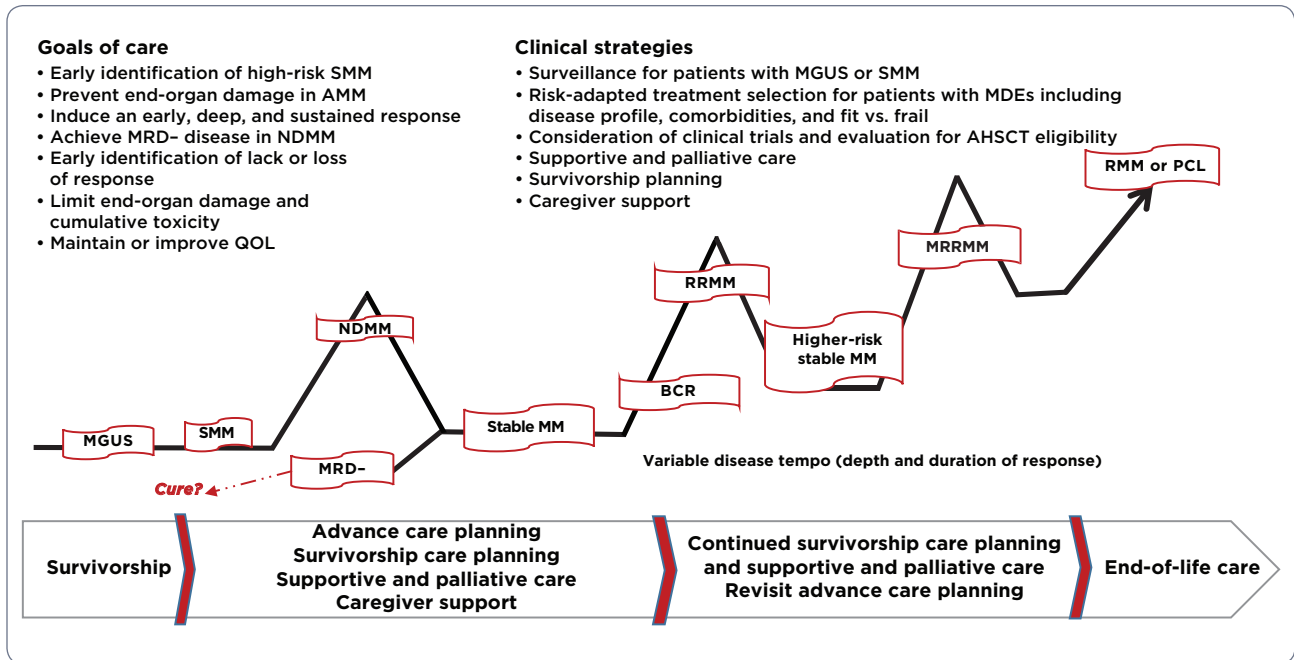 Goals of care
• Early identification of high-risk SMM
• Prevent end-organ damage in AMM
• Induce an early, deep, and sustained response
• Achieve MRD– disease in NDMM
• Early identification of lack or loss
of response
• Limit end-organ damage and
cumulative toxicity
• Maintain or improve QOL
Clinical strategies
• Surveillance for patients with MGUS or SMM
• Risk-adapted treatment selection for patients with MDEs including
disease profile, comorbidities, and fit vs. frail
• Consideration of clinical trials and evaluation for AHSCT eligibility
• Supportive and palliative care
• Survivorship planning
• Caregiver support
MGUS
SMM
NDMM
MRD–
Cure?
Stable MM
BCR
RRMM
Higher-risk
stable MM
MRRMM
RMM or PCL
Variable disease tempo (depth and duration of response)
Survivorship
Advance care planning
Survivorship care planning
Supportive and palliative care
Caregiver support
Continued survivorship care planning
and supportive and palliative care
Revisit advance care planning
End-of-life care